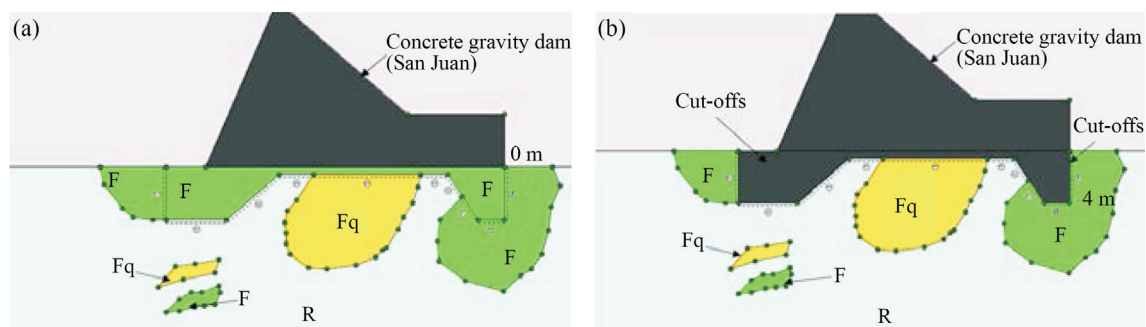 (a)
Concrete gravity dam
(San Juan)
0 m
F
F
F
Fq
F
Fq
F
R
(b)
Concrete gravity dam
(San Juan)
Cut-offs
Cut-offs
F
4 m
Fq
F
Fq
F
R